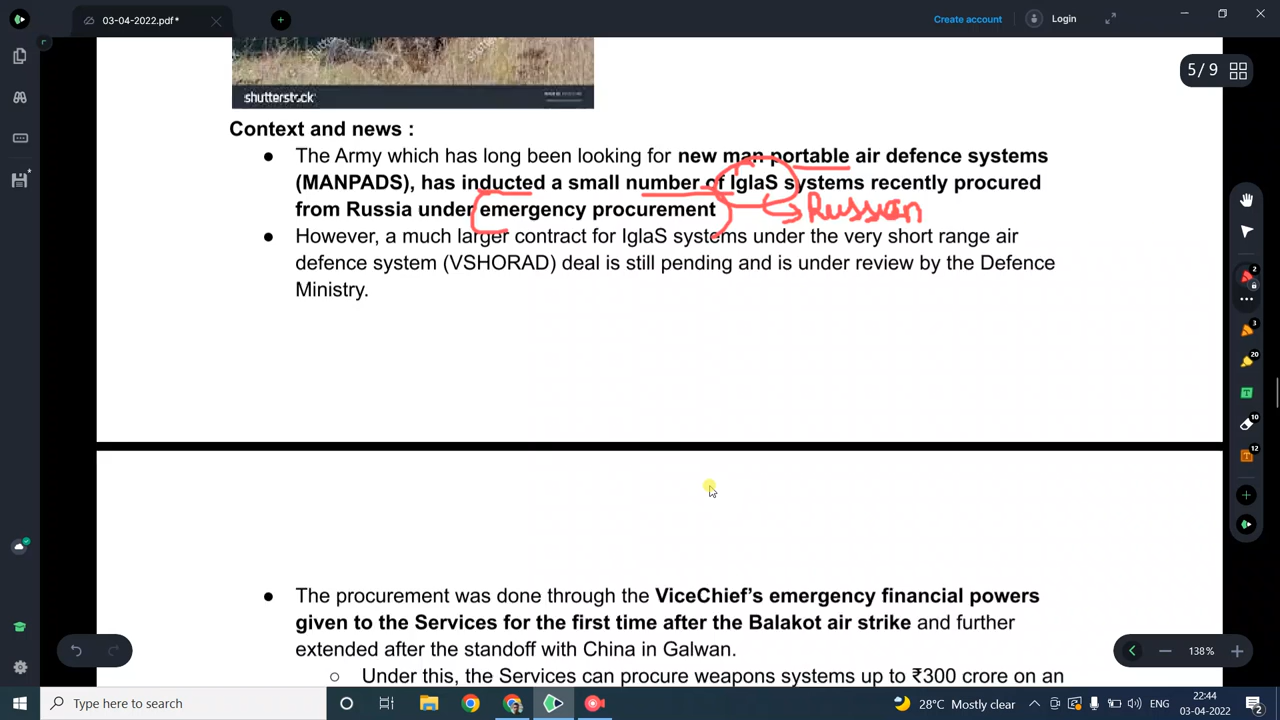 03-04-2022.pdf*
Create account
Login
5 / 9
shutterstock
Context and news :
● The Army which has long been looking for new man portable air defence systems
(MANPADS), has inducted a small number of IglaS systems recently procured
from Russia under emergency procurement
Russian
● However, a much larger contract for IglaS systems under the very short range air
defence system (VSHORAD) deal is still pending and is under review by the Defence
Ministry.
● The procurement was done through the ViceChief's emergency financial powers
given to the Services for the first time after the Balakot air strike and further
extended after the standoff with China in Galwan.
○ Under this, the Services can procure weapons systems up to ₹300 crore on an
2
3
20
10
12
138%
Type here to search
28°C Mostly clear
ENG
22:44
03-04-2022
2